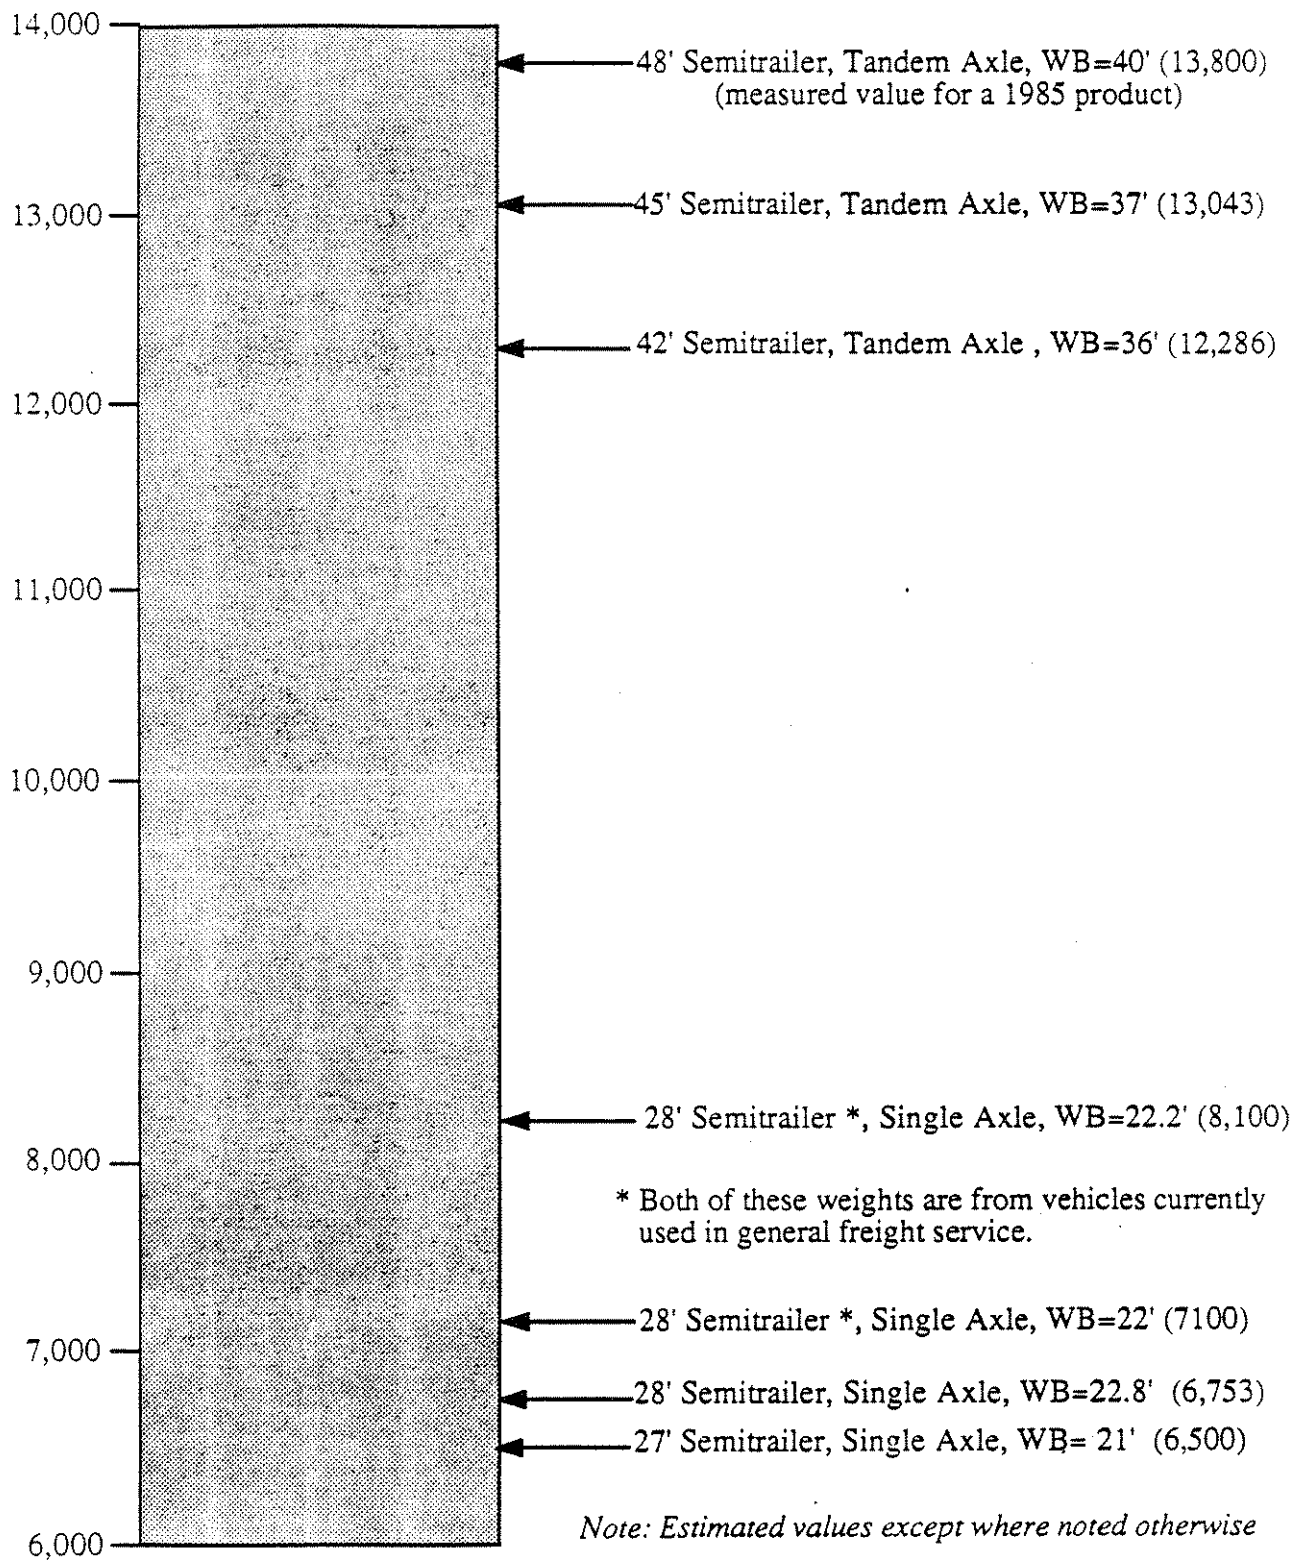 14,000
48' Semitrailer, Tandem Axle, WB=40' (13,800)
(measured value for a 1985 product)
13,000
45' Semitrailer, Tandem Axle, WB=37' (13,043)
42' Semitrailer, Tandem Axle , WB=36' (12,286)
12,000
11,000
10,000
9,000
28' Semitrailer *, Single Axle, WB=22.2' (8,100)
8,000
* Both of these weights are from vehicles currently
used in general freight service.
28' Semitrailer *, Single Axle, WB=22' (7100)
7,000
28' Semitrailer, Single Axle, WB=22.8' (6,753)
27' Semitrailer, Single Axle, WB= 21' (6,500)
Note: Estimated values except where noted otherwise
6,000